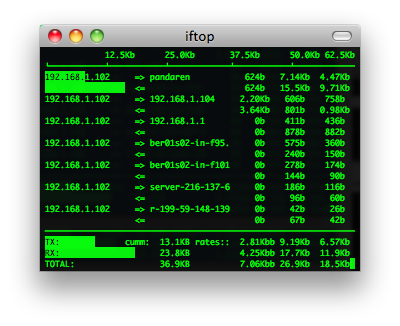 iftop
12.5Kb 25.0Kb 37.5Kb 50.0Kb 62.5Kb
192.168.1.102 => pandaren 624b 7.14Kb 4.47Kb
<= 624b 15.5Kb 9.71Kb
192.168.1.102 => 192.168.1.104 2.20Kb 606b 758b
<= 3.64Kb 801b 0.98Kb
192.168.1.102 => 192.168.1.1 0b 411b 436b
<= 0b 878b 882b
192.168.1.102 => ber01s02-in-f95. 0b 575b 360b
<= 0b 240b 150b
192.168.1.102 => ber01s02-in-f101 0b 278b 174b
<= 0b 144b 90b
192.168.1.102 => server-216-137-6 0b 186b 116b
<= 0b 96b 60b
192.168.1.102 => r-199-59-148-139 0b 42b 26b
<= 0b 67b 42b
TX: cumm: 13.1KB rates:: 2.81Kbb 9.19Kb 6.57Kb
RX: 23.8KB 4.25Kbb 17.7Kb 11.9Kb
TOTAL: 36.9KB 7.06Kbb 26.9Kb 18.5Kb